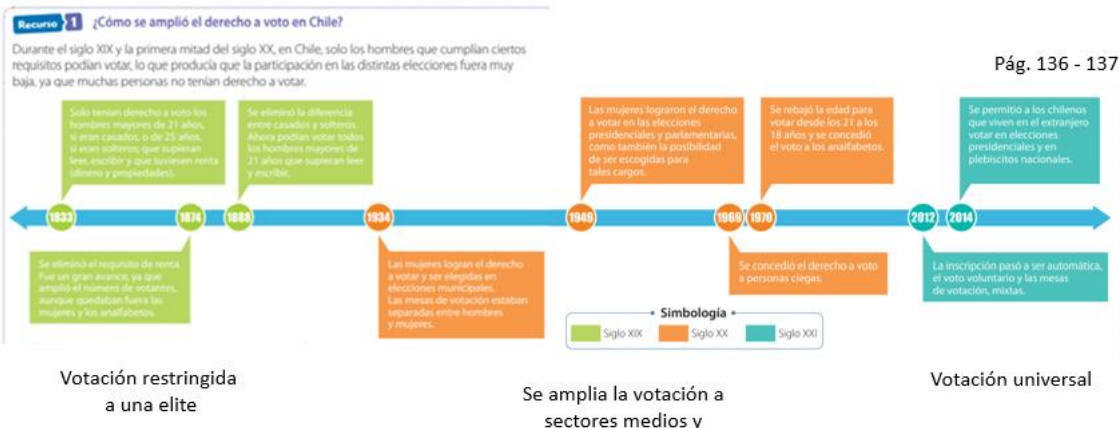 Recurso 1 ¿Cómo se amplió el derecho a voto en Chile?
Durante el siglo XIX y la primera mitad del siglo XX, en Chile, solo los hombres que cumplían ciertos
requisitos podían votar, lo que producía que la participación en las distintas elecciones fuera muy
baja, ya que muchas personas no tenían derecho a votar.
Pág. 136 - 137
Solo tenían derecho a voto los
hombres mayores de 21 años,
si eran casados, o de 25 años,
si eran solteros; que supieran
leer, escribir y que tuviesen renta
(dinero y propiedades).
Se eliminó la diferencia
entre casados y solteros.
Ahora podían votar todos
los hombres mayores de
21 años que supieran leer
y escribir.
Las mujeres lograron el derecho
a votar en las elecciones
presidenciales y parlamentarias,
como también la posibilidad
de ser escogidas para
tales cargos.
Se rebajó la edad para
votar desde los 21 a los
18 años y se concedió
el voto a los analfabetos.
Se permitió a los chilenos
que viven en el extranjero
votar en elecciones
presidenciales y en
plebiscitos nacionales.
1833
1874
1888
1934
1949
1969
1970
2012
2014
Se eliminó el requisito de renta.
Fue un gran avance, ya que
amplió el número de votantes,
aunque quedaban fuera las
mujeres y los analfabetos.
Las mujeres logran el derecho
a votar y ser elegidas en
elecciones municipales.
Las mesas de votación estaban
separadas entre hombres
y mujeres.
Se concedió el derecho a voto
a personas ciegas.
La inscripción pasó a ser automática,
el voto voluntario y las mesas
de votación, mixtas.
Simbología
Siglo XIX
Siglo XX
Siglo XXI
Votación restringida
a una elite
Se amplia la votación a
sectores medios y
Votación universal